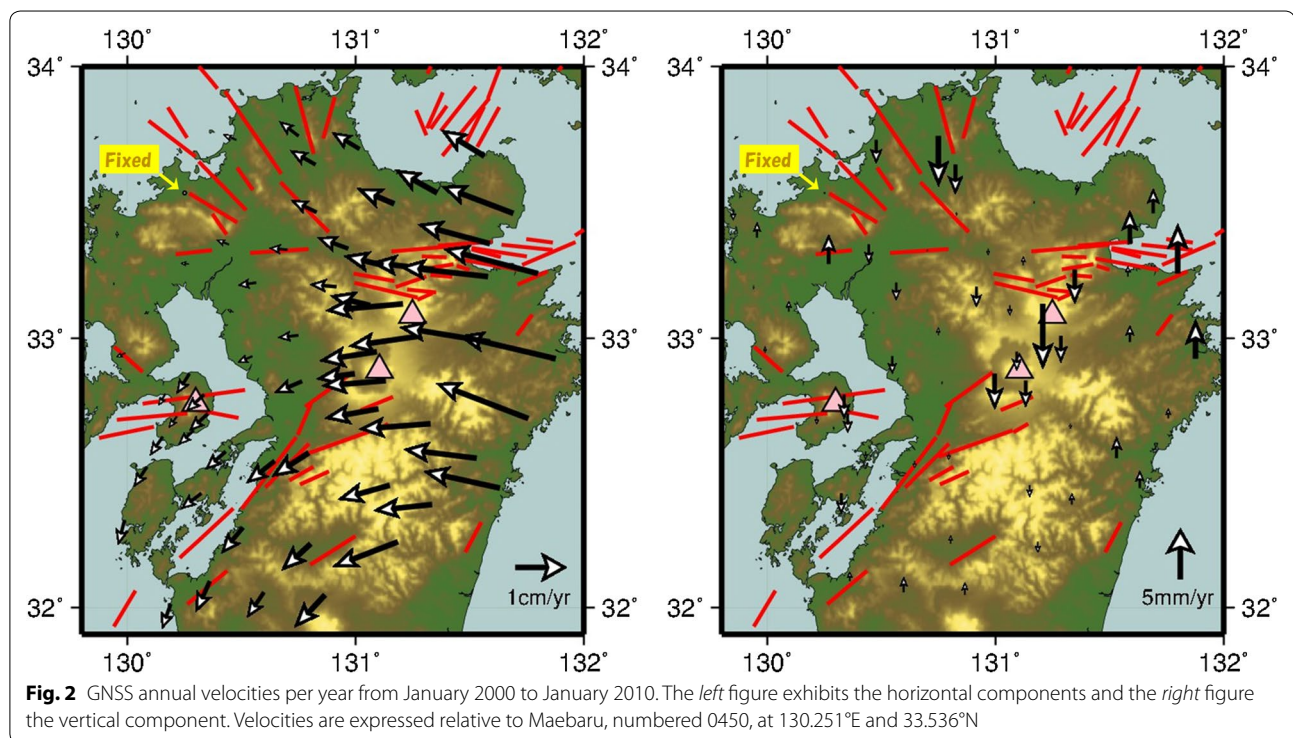 130° 131° 132° 130° 131° 132°
34° 34° 34°
Fixed Fixed
33° 33° 33°
1cm/yr 5mm/yr
32° 32° 32°
130° 131° 132° 130° 131° 132°
Fig. 2 GNSS annual velocities per year from January 2000 to January 2010. The left figure exhibits the horizontal components and the right figure
the vertical component. Velocities are expressed relative to Maebaru, numbered 0450, at 130.251°E and 33.536°N